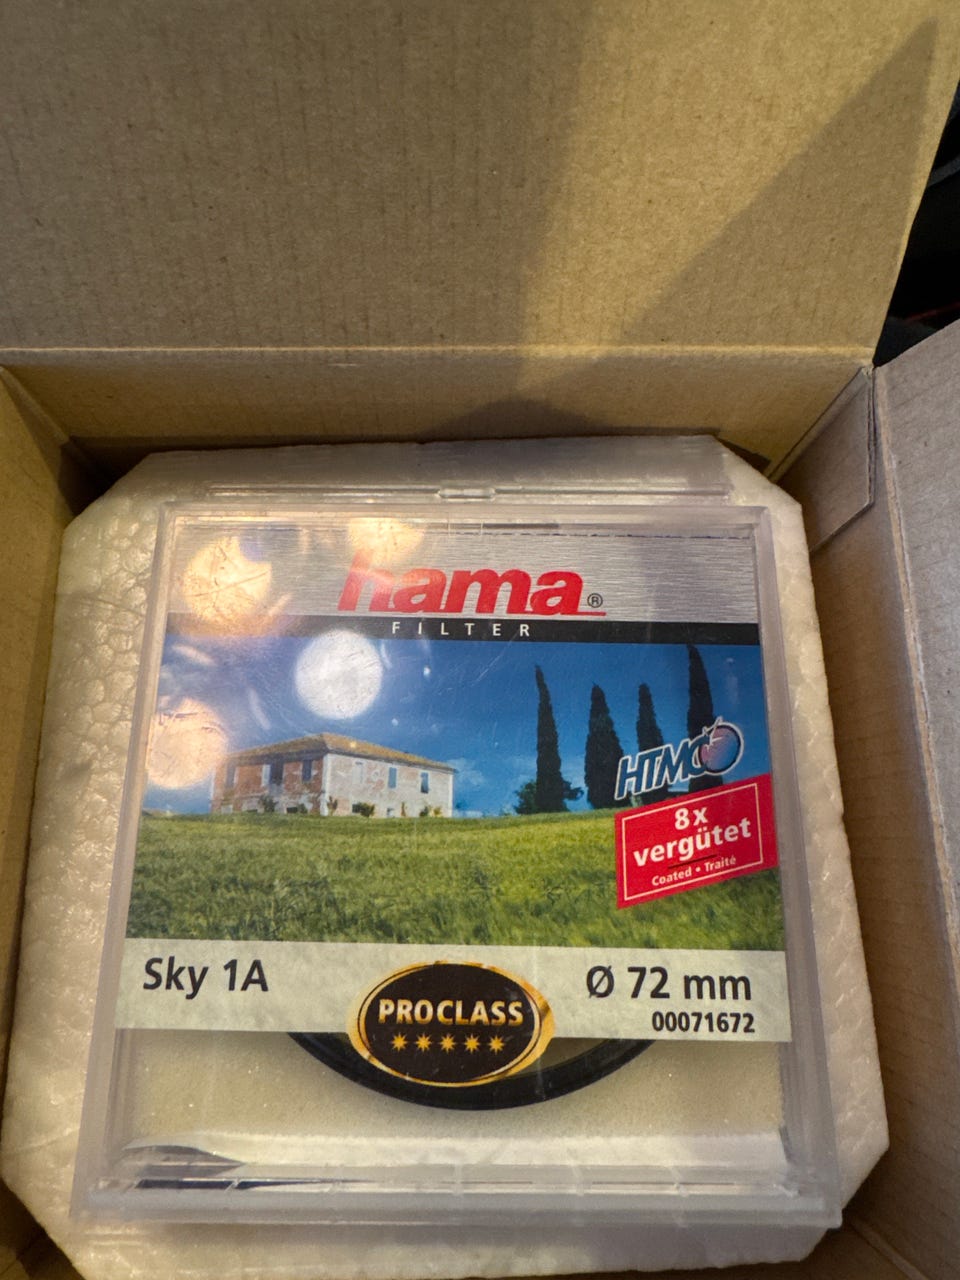 hama®
FILTER
HTMC
8x
vergütet
Coated • Traité
Sky 1A
Ø 72 mm
00071672
PROCLASS